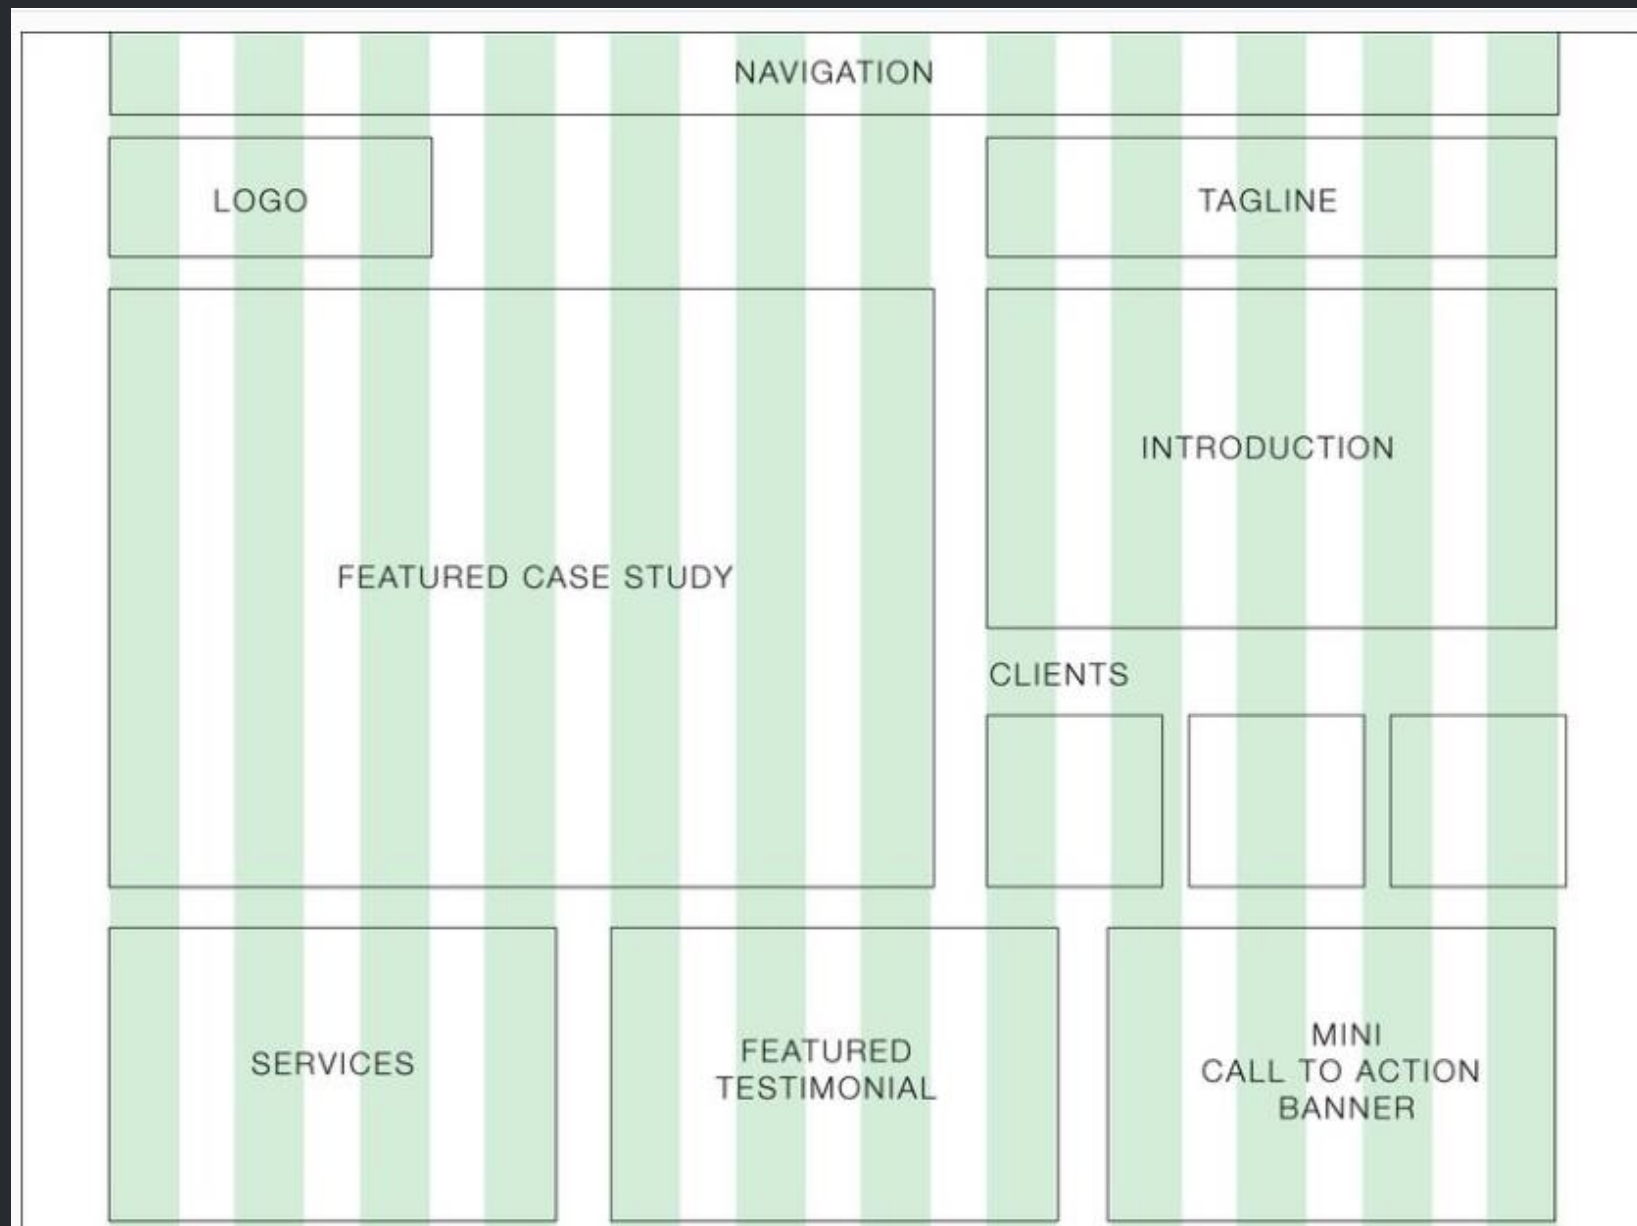 NAVIGATION
LOGO
TAGLINE
FEATURED CASE STUDY
INTRODUCTION
CLIENTS
SERVICES
FEATURED
TESTIMONIAL
MINI
CALL TO ACTION
BANNER